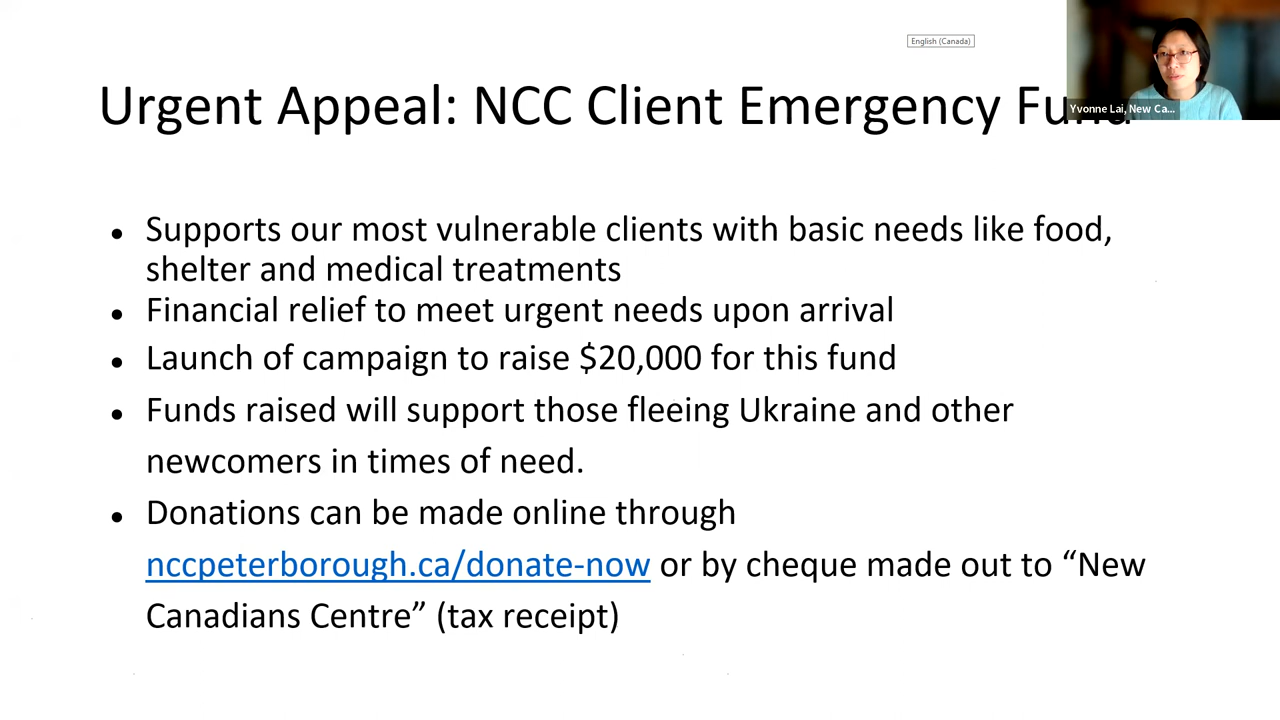 English (Canada)
Urgent Appeal: NCC Client Emergency Fund
Yvonne Lai, New Ca...
• Supports our most vulnerable clients with basic needs like food,
shelter and medical treatments
• Financial relief to meet urgent needs upon arrival
• Launch of campaign to raise $20,000 for this fund
• Funds raised will support those fleeing Ukraine and other
newcomers in times of need.
• Donations can be made online through
nccpeterborough.ca/donate-now or by cheque made out to “New
Canadians Centre” (tax receipt)